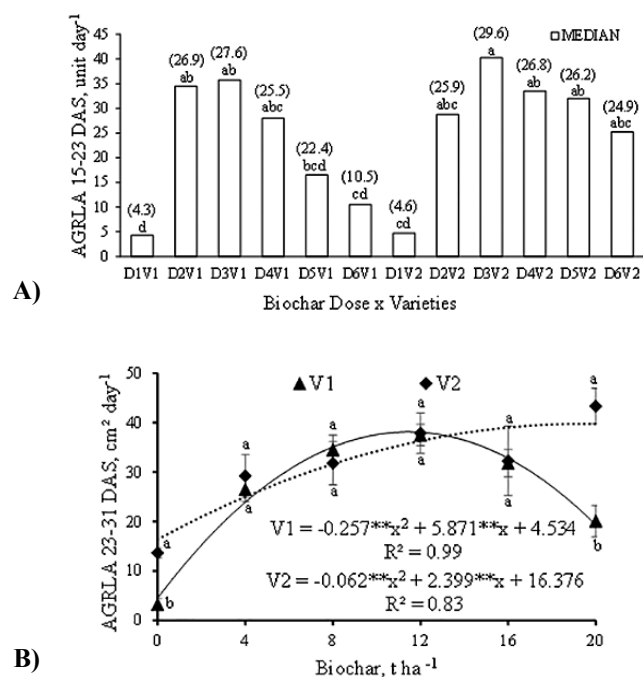 AGRLA 15-23 DAS, unit day-1
45
40
35
30
25
20
15
10
5
0
(4.3)
d
(26.9)
ab
(27.6)
ab
(25.5)
abc
(22.4)
bcd
(10.5)
cd
(4.6)
cd
(25.9)
abc
(29.6)
a
(26.8)
ab
(26.2)
ab
(24.9)
abc
MEDIAN
D1V1 D2V1 D3V1 D4V1 D5V1 D6V1 D1V2 D2V2 D3V2 D4V2 D5V2 D6V2
A)
Biochar Dose x Varieties
AGRLA 23-31 DAS, cm² day-1
50
40
30
20
10
0
V1 V2
a
b
a
a
a
a
a
a
a
a
a
b
V1 = -0.257**x² + 5.871**x + 4.534
R² = 0.99
V2 = -0.062**x² + 2.399**x + 16.376
R² = 0.83
0 4 8 12 16 20
B)
Biochar, t ha-1